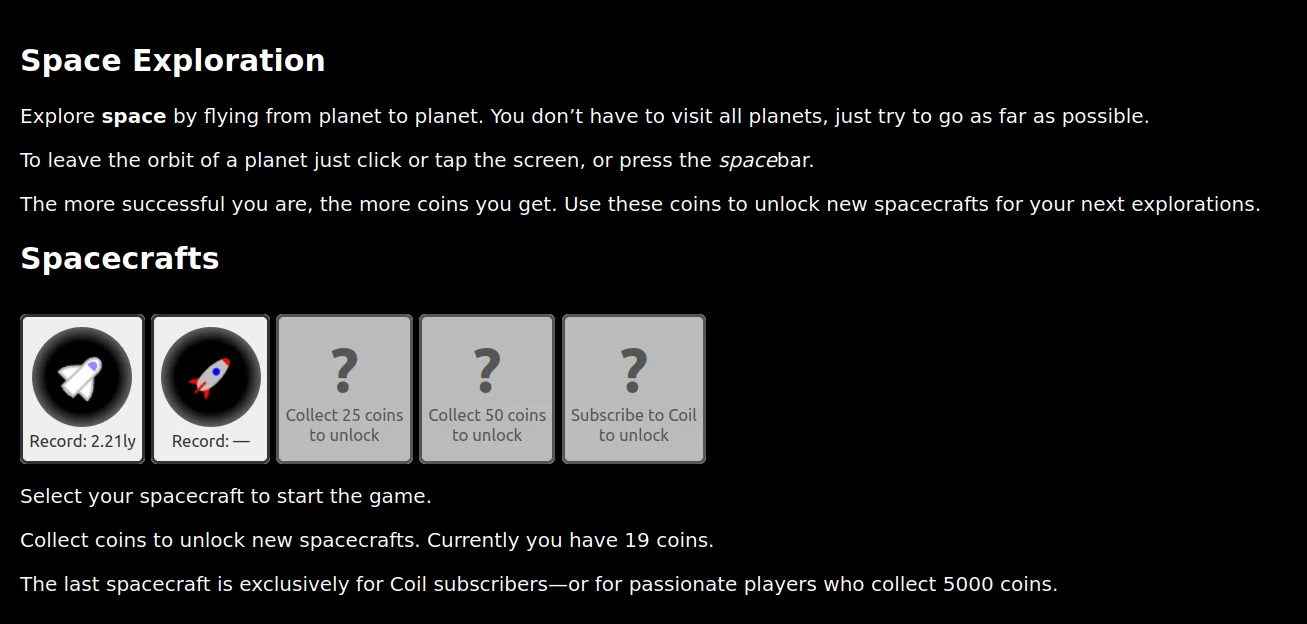 Space Exploration
Explore space by flying from planet to planet. You don’t have to visit all planets, just try to go as far as possible.
To leave the orbit of a planet just click or tap the screen, or press the spacebar.
The more successful you are, the more coins you get. Use these coins to unlock new spacecrafts for your next explorations.
Spacecrafts
Record: 2.21ly
Record: —
?
Collect 25 coins
to unlock
?
Collect 50 coins
to unlock
?
Subscribe to Coil
to unlock
Select your spacecraft to start the game.
Collect coins to unlock new spacecrafts. Currently you have 19 coins.
The last spacecraft is exclusively for Coil subscribers—or for passionate players who collect 5000 coins.